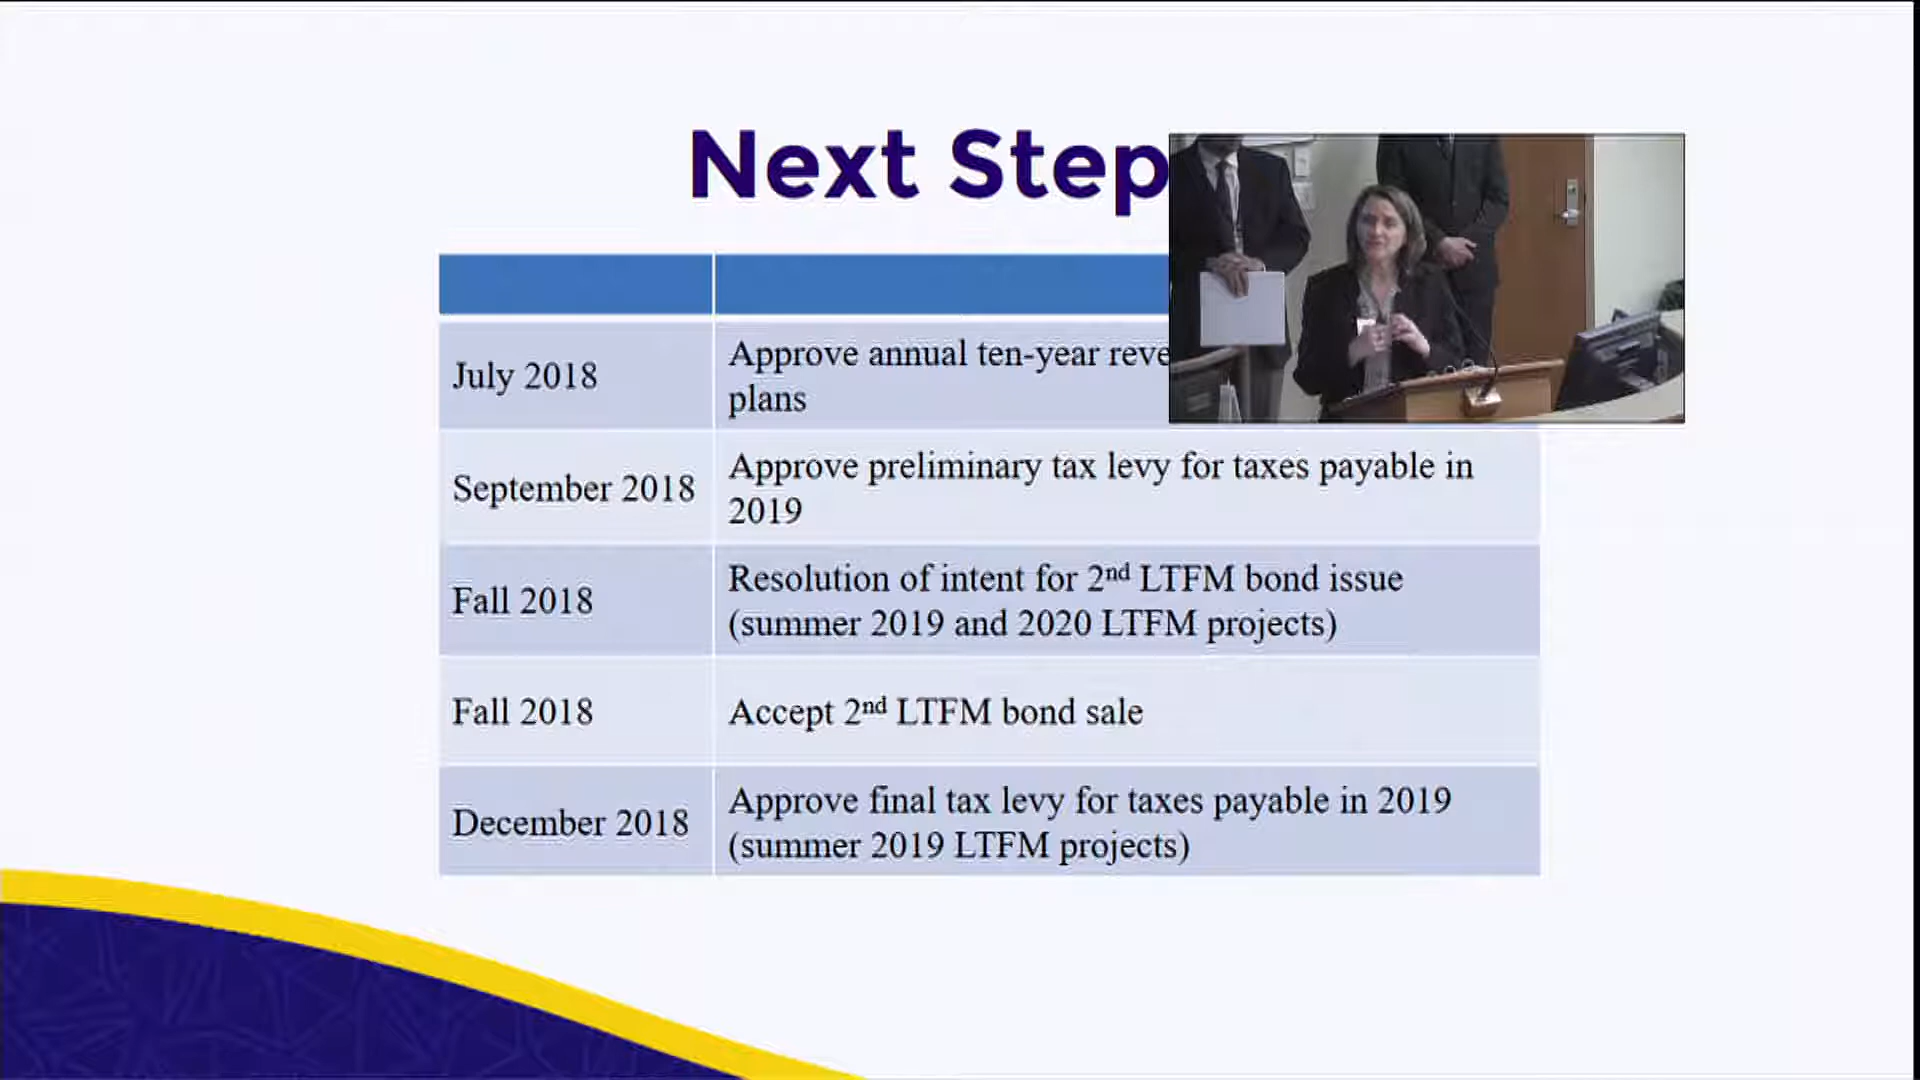 Next Step
July 2018
Approve annual ten-year reve
plans
September 2018
Approve preliminary tax levy for taxes payable in
2019
Fall 2018
Resolution of intent for 2nd LTFM bond issue
(summer 2019 and 2020 LTFM projects)
Fall 2018
Accept 2nd LTFM bond sale
December 2018
Approve final tax levy for taxes payable in 2019
(summer 2019 LTFM projects)